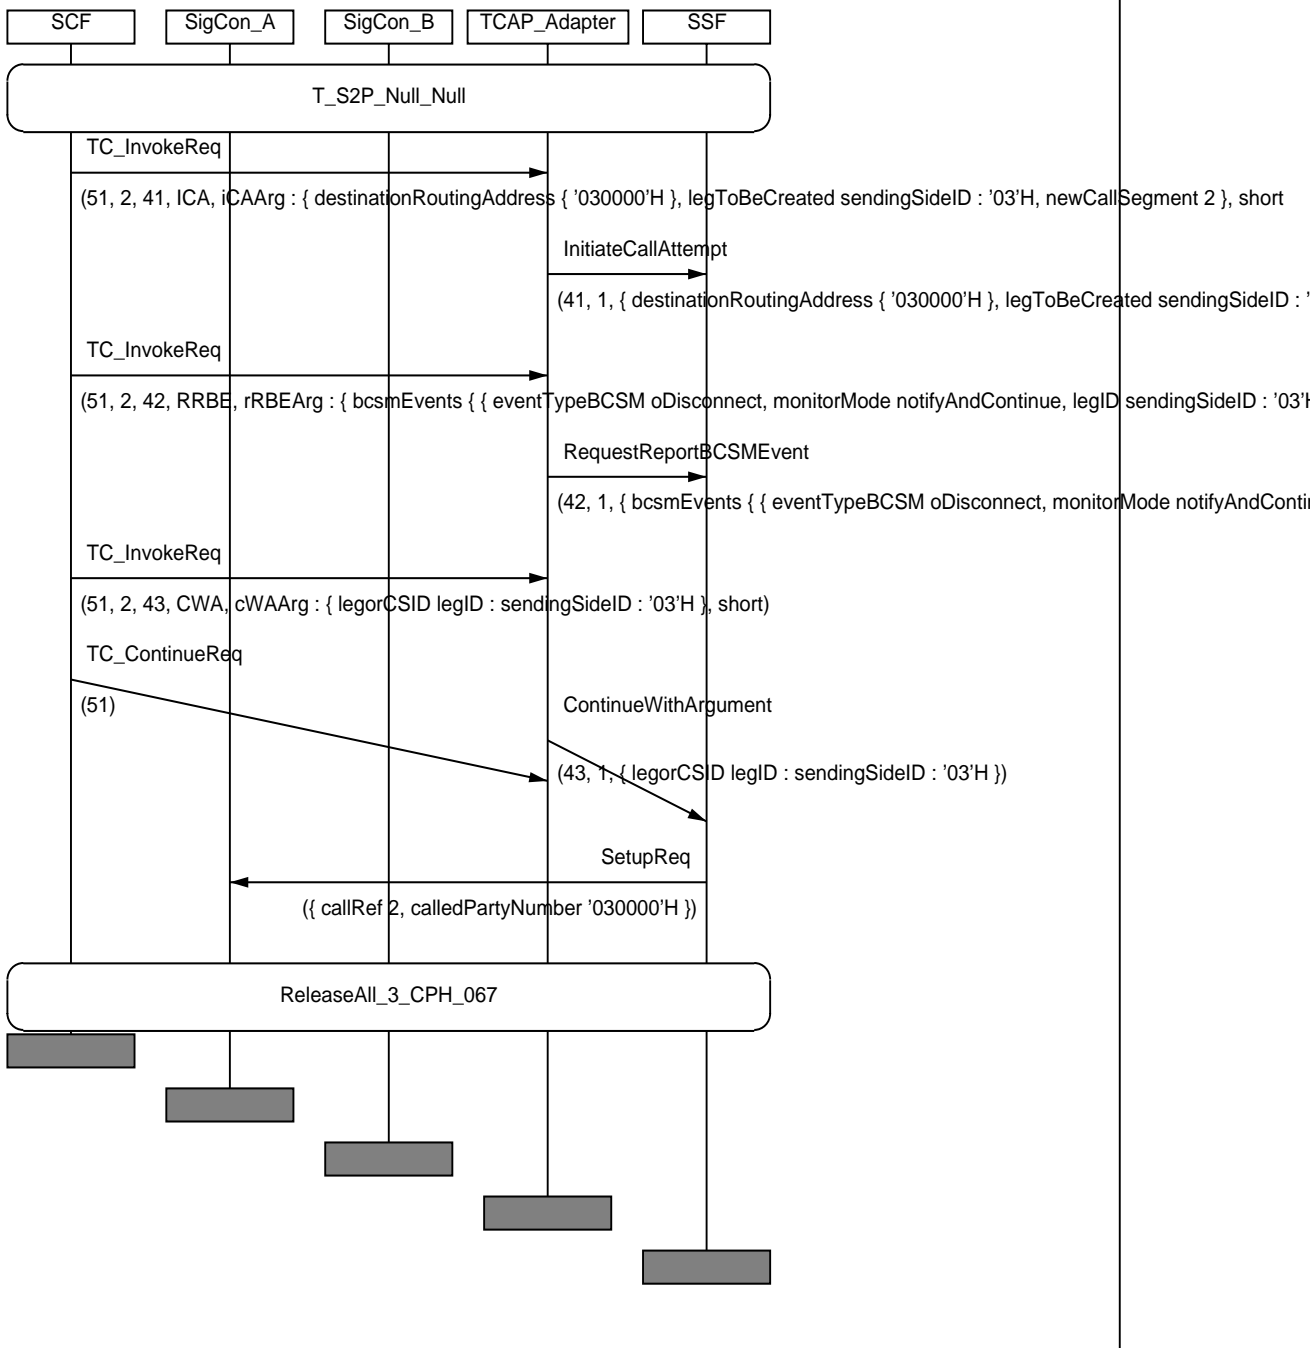 SCF SigCon_A SigCon_B TCAP_Adapter SSF
T_S2P_Null_Null
TC_InvokeReq
(51, 2, 41, ICA, iCAArg : { destinationRoutingAddress { '030000'H }, legToBeCreated sendingSideID : '03'H, newCallSegment 2 }, short
InitiateCallAttempt
(41, 1, { destinationRoutingAddress { '030000'H }, legToBeCreated sendingSideID : '
TC_InvokeReq
(51, 2, 42, RRBE, rRBEArg : { bcsmEvents { { eventTypeBCSM oDisconnect, monitorMode notifyAndContinue, legID sendingSideID : '03'H
RequestReportBCSMEvent
(42, 1, { bcsmEvents { { eventTypeBCSM oDisconnect, monitorMode notifyAndConti
TC_InvokeReq
(51, 2, 43, CWA, cWAArg : { legorCSID legID : sendingSideID : '03'H }, short)
TC_ContinueReq
(51)
ContinueWithArgument
(43, 1, { legorCSID legID : sendingSideID : '03'H })
SetupReq
({ callRef 2, calledPartyNumber '030000'H })
ReleaseAll_3_CPH_067